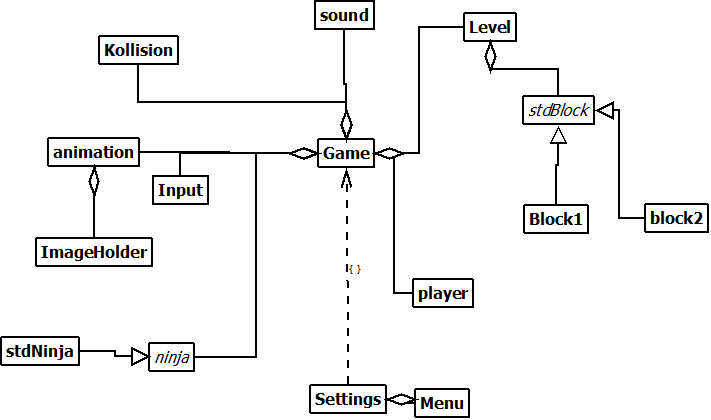 sound
Level
Kollision
stdBlock
animation
Game
Input
Block1
block2
ImageHolder
{ }
player
stdNinja
ninja
Settings
Menu